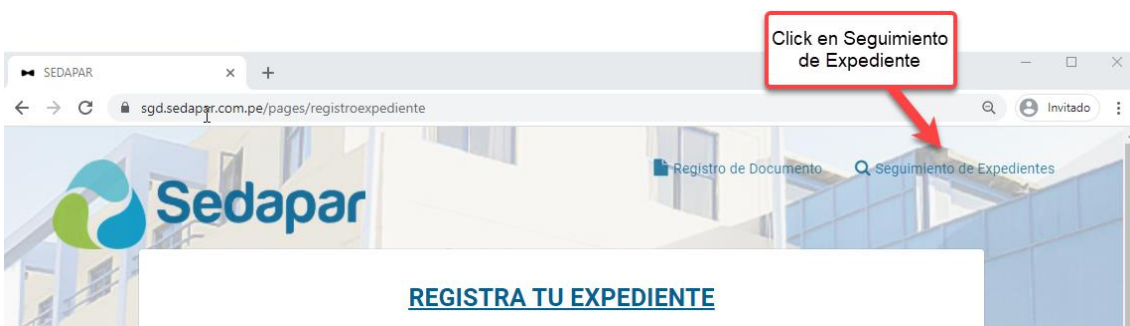 Click en Seguimiento
de Expediente
SEDAPAR
sgd.sedapar.com.pe/pages/registroexpediente
Invitado
Registro de Documento
Seguimiento de Expedientes
Sedapar
REGISTRA TU EXPEDIENTE